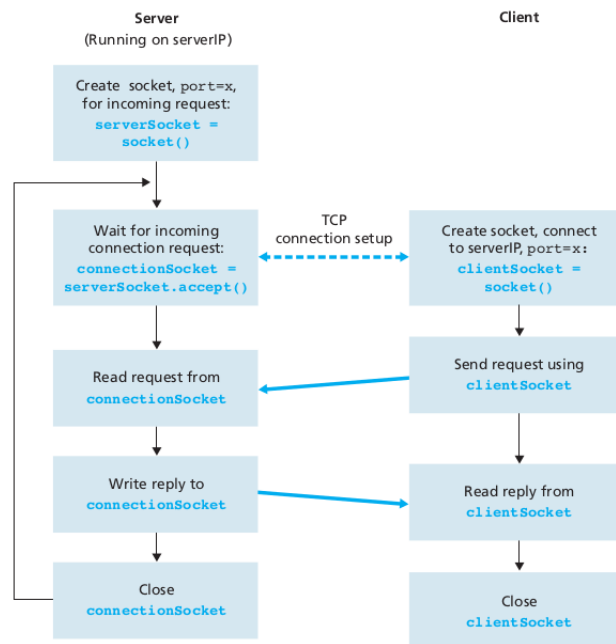 Server
(Running on serverIP)
Client
Create socket, port=x,
for incoming request:
serverSocket =
socket()
Wait for incoming
connection request:
connectionSocket =
serverSocket.accept()
TCP
connection setup
Create socket, connect
to serverIP, port=x:
clientSocket =
socket()
Read request from
connectionSocket
Send request using
clientSocket
Write reply to
connectionSocket
Read reply from
clientSocket
Close
connectionSocket
Close
clientSocket